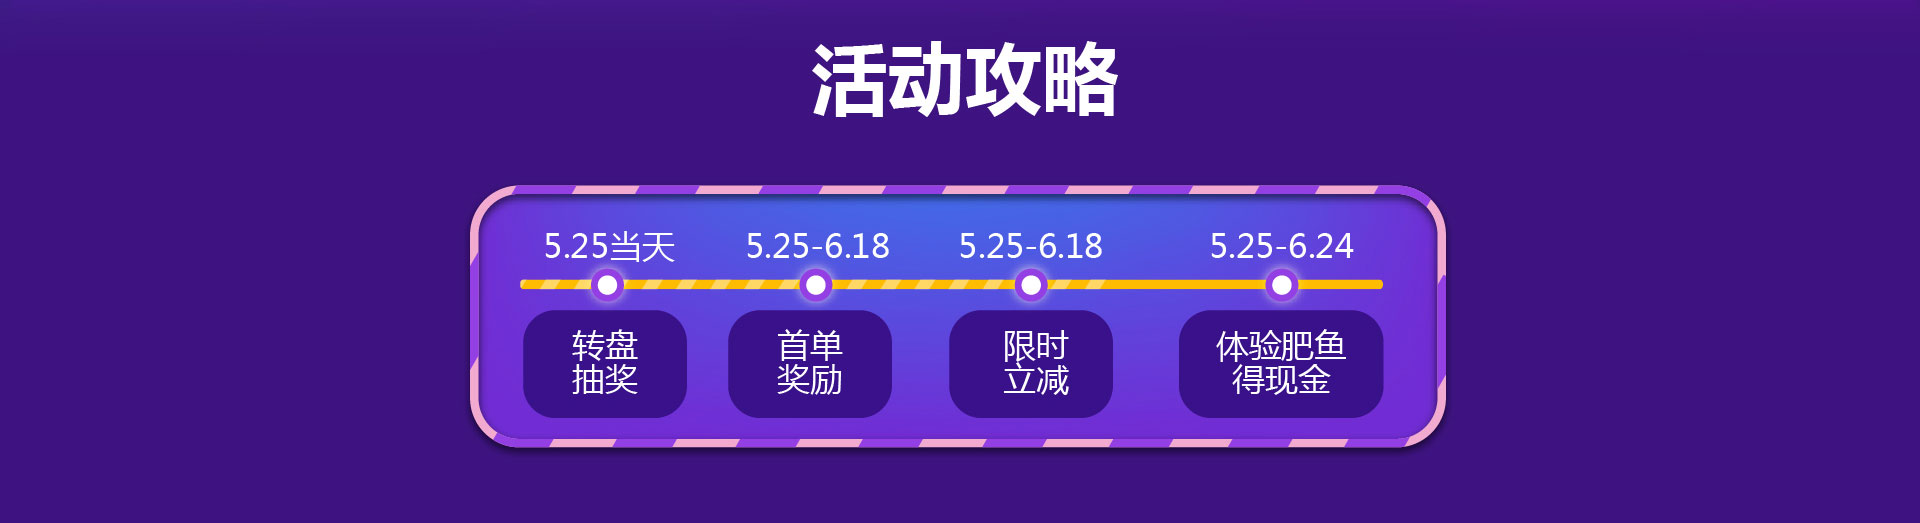 活动攻略
5.25当天
5.25-6.18
5.25-6.18
5.25-6.24
转盘
抽奖
首单
奖励
限时
立减
体验肥鱼
得现金